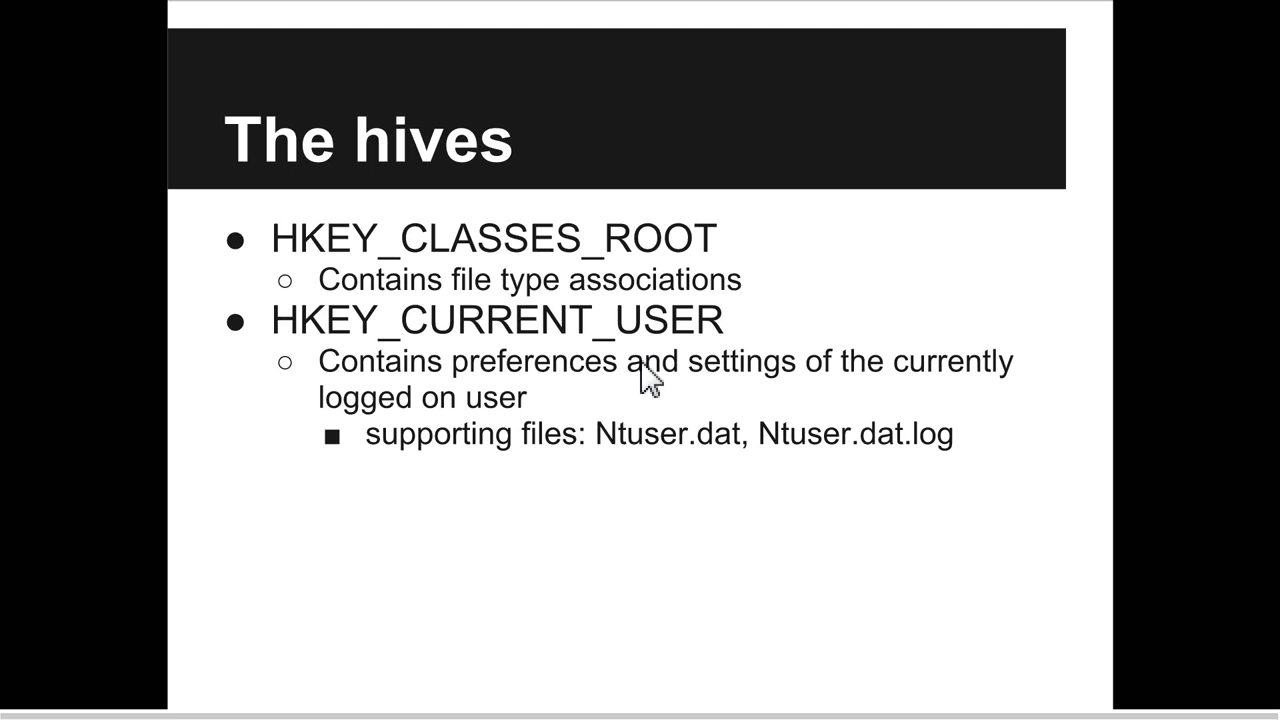 The hives
● HKEY_CLASSES_ROOT
○ Contains file type associations
● HKEY_CURRENT_USER
○ Contains preferences and settings of the currently
logged on user
■ supporting files: Ntuser.dat, Ntuser.dat.log